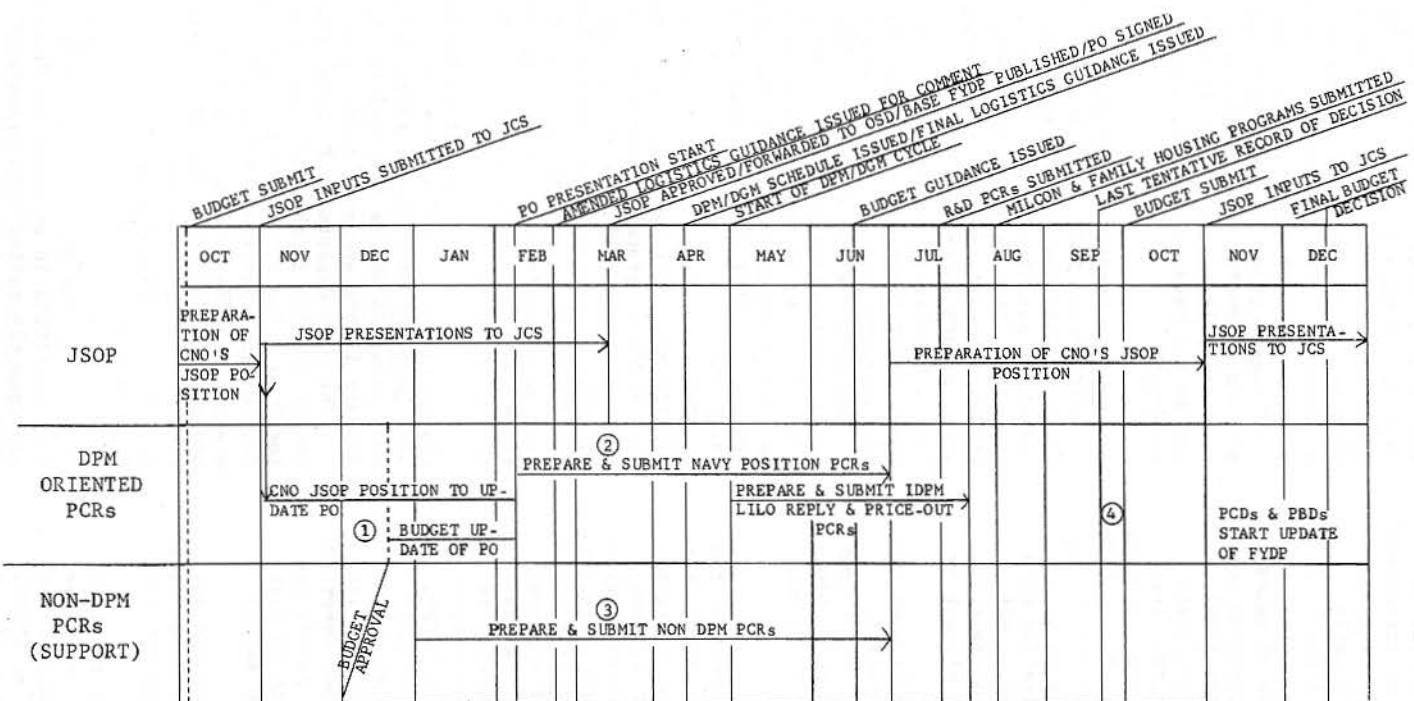 BUDGET SUBMIT
JSOP INPUTS SUBMITTED TO JCS
PO PRESENTATION START
AMENDED LOGISTICS GUIDANCE ISSUED FOR COMMENT
JSOP APPROVED/FORWARDED TO OSD/BASE FYDP PUBLISHED/PO SIGNED
DPM/DGM SCHEDULE ISSUED/FINAL LOGISTICS GUIDANCE ISSUED
START OF DPM/DGM CYCLE
BUDGET GUIDANCE ISSUED
R&D PCRs SUBMITTED
MILCON & FAMILY HOUSING PROGRAMS SUBMITTED
LAST TENTATIVE RECORD OF DECISION
BUDGET SUBMIT
JSOP INPUTS TO JCS
FINAL BUDGET
DECISION
OCT NOV DEC JAN FEB MAR APR MAY JUN JUL AUG SEP OCT NOV DEC
JSOP
PREPARA-
TION OF
CNO'S
JSOP PO-
SITION
JSOP PRESENTATIONS TO JCS
PREPARATION OF CNO'S JSOP
POSITION
JSOP PRESENTA-
TIONS TO JCS
DPM
ORIENTED
PCRs
CNO JSOP POSITION TO UP-
DATE PO
①
BUDGET UP-
DATE OF PO
②
PREPARE & SUBMIT NAVY POSITION PCRs
PREPARE & SUBMIT IDPM
LILO REPLY & PRICE-OUT
PCRs
④
PCDs & PBDs
START UPDATE
OF FYDP
NON-DPM
PCRs
(SUPPORT)
BUDGET
APPROVAL
③
PREPARE & SUBMIT NON DPM PCRs